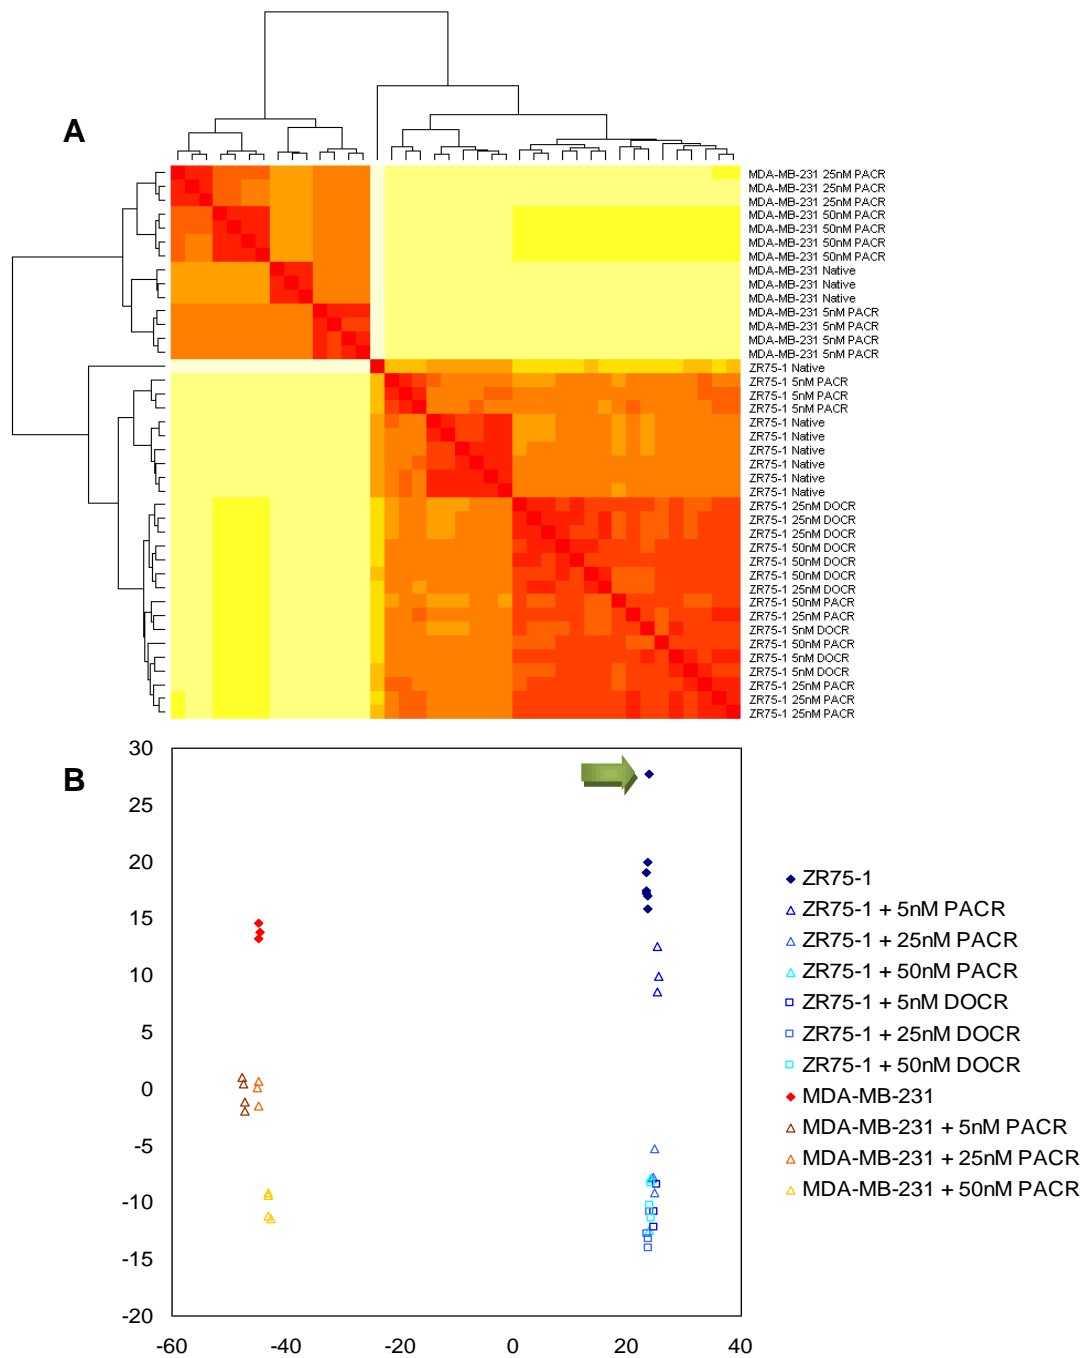 A
MDA-MB-231 25nM PACR
MDA-MB-231 25nM PACR
MDA-MB-231 25nM PACR
MDA-MB-231 50nM PACR
MDA-MB-231 50nM PACR
MDA-MB-231 50nM PACR
MDA-MB-231 50nM PACR
MDA-MB-231 Native
MDA-MB-231 Native
MDA-MB-231 Native
MDA-MB-231 5nM PACR
MDA-MB-231 5nM PACR
MDA-MB-231 5nM PACR
MDA-MB-231 5nM PACR
ZR75-1 Native
ZR75-1 5nM PACR
ZR75-1 5nM PACR
ZR75-1 5nM PACR
ZR75-1 Native
ZR75-1 Native
ZR75-1 Native
ZR75-1 Native
ZR75-1 Native
ZR75-1 Native
ZR75-1 25nM DOCR
ZR75-1 25nM DOCR
ZR75-1 25nM DOCR
ZR75-1 50nM DOCR
ZR75-1 50nM DOCR
ZR75-1 50nM DOCR
ZR75-1 25nM DOCR
ZR75-1 50nM PACR
ZR75-1 25nM PACR
ZR75-1 5nM DOCR
ZR75-1 50nM PACR
ZR75-1 5nM DOCR
ZR75-1 5nM DOCR
ZR75-1 25nM PACR
ZR75-1 25nM PACR
ZR75-1 25nM PACR
B
30
25
20
15
10
5
0
-5
-10
-15
-20
-60 -40 -20 0 20 40
ZR75-1
ZR75-1 + 5nM PACR
ZR75-1 + 25nM PACR
ZR75-1 + 50nM PACR
ZR75-1 + 5nM DOCR
ZR75-1 + 25nM DOCR
ZR75-1 + 50nM DOCR
MDA-MB-231
MDA-MB-231 + 5nM PACR
MDA-MB-231 + 25nM PACR
MDA-MB-231 + 50nM PACR